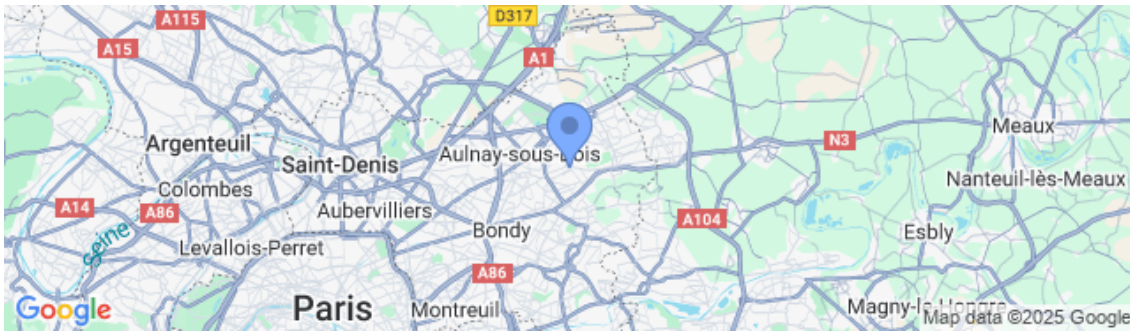 A115
D317
A15
A1
Argenteuil
Saint-Denis
Aulnay-sous-Bois
N3
Meaux
Colombes
Nanteuil-lès-Meaux
A14
A86
Aubervilliers
A104
Seine
Levallois-Perret
Bondy
Esbly
A86
Google
Paris
Montreuil
Magny-le-Hongre
Map data ©2025 Google